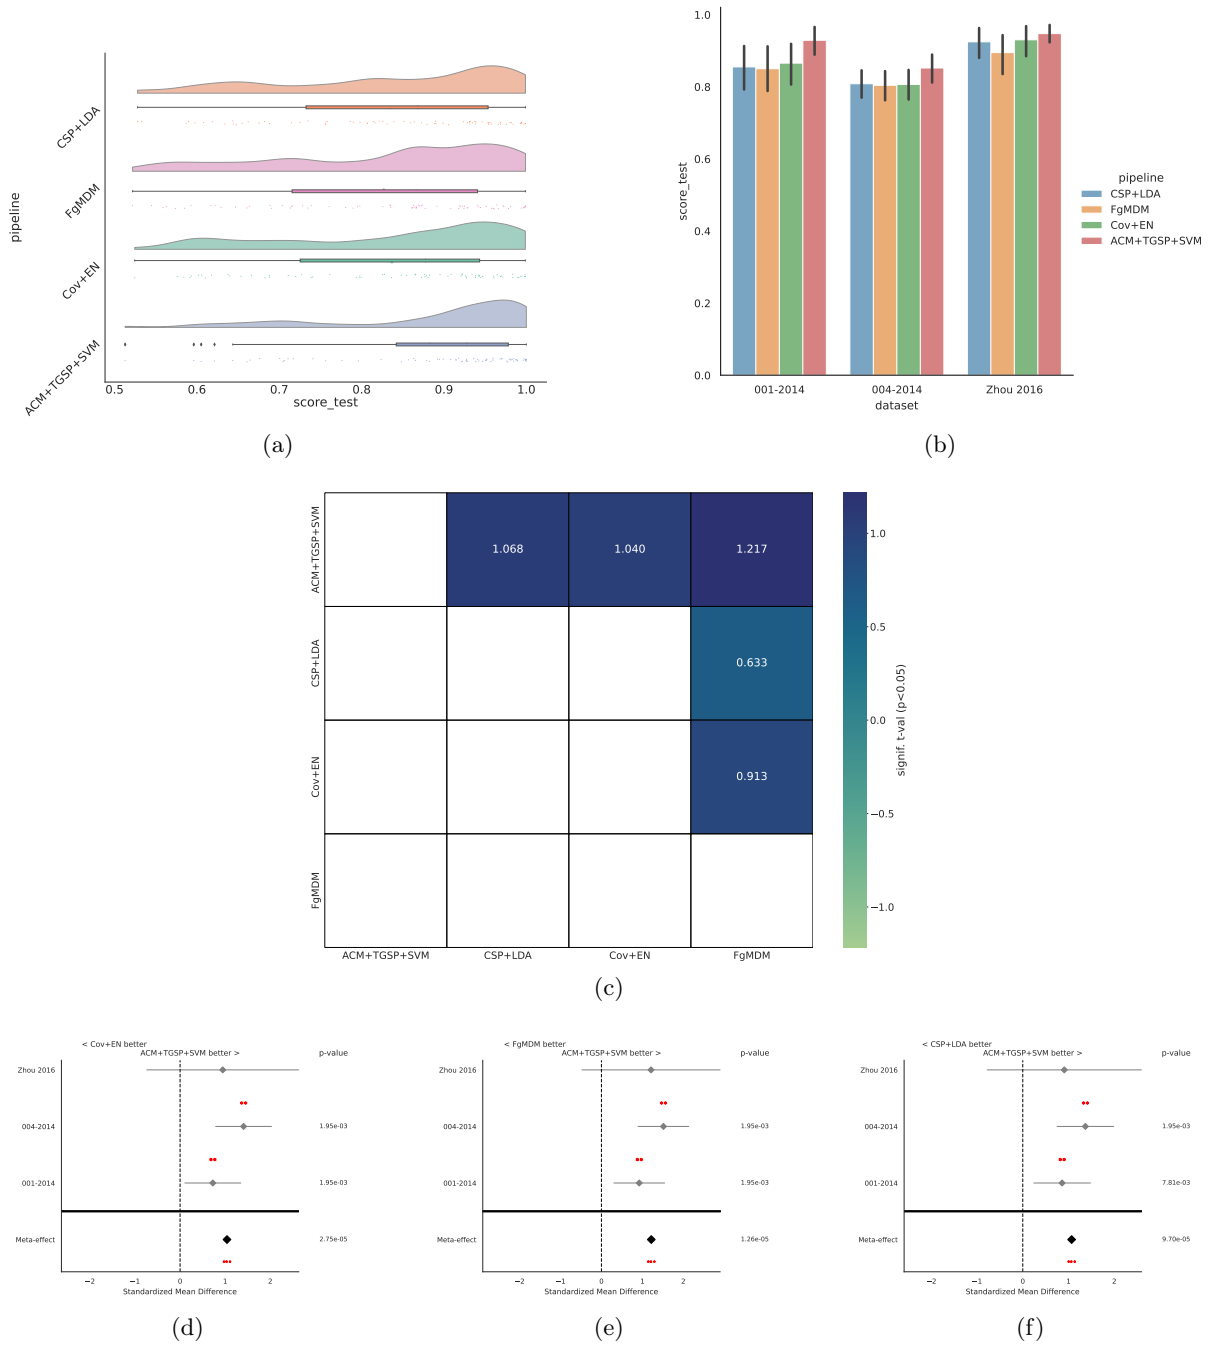 pipeline
CSP+LDA
FgMDM
Cov+EN
ACM+TGSP+SVM
0.5 0.6 0.7 0.8 0.9 1.0
score_test
(a)
1.0
0.8
0.6
0.4
0.2
0.0
score_test
001-2014 004-2014 Zhou 2016
dataset
pipeline
CSP+LDA
FgMDM
Cov+EN
ACM+TGSP+SVM
(b)
ACM+TGSP+SVM
1.068 1.040 1.217
CSP+LDA
0.633
Cov+EN
0.913
FgMDM
ACM+TGSP+SVM CSP+LDA Cov+EN FgMDM
1.0
0.5
0.0
−0.5
−1.0
signif. t-val (p<0.05)
(c)
< Cov+EN better
ACM+TGSP+SVM better >
p-value
Zhou 2016
004-2014
1.95e-03
001-2014
1.95e-03
Meta-effect
2.75e-05
−2 −1 0 1 2
Standardized Mean Difference
(d)
< FgMDM better
ACM+TGSP+SVM better >
p-value
Zhou 2016
004-2014
1.95e-03
001-2014
1.95e-03
Meta-effect
1.26e-05
−2 −1 0 1 2
Standardized Mean Difference
(e)
< CSP+LDA better
ACM+TGSP+SVM better >
p-value
Zhou 2016
004-2014
1.95e-03
001-2014
7.81e-03
Meta-effect
9.70e-05
−2 −1 0 1 2
Standardized Mean Difference
(f)